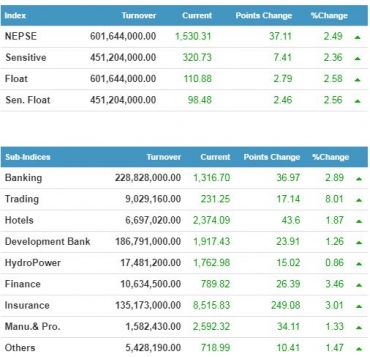 Index Turnover Current Points Change %Change
NEPSE 601,644,000.00 1,530.31 37.11 2.49
Sensitive 451,204,000.00 320.73 7.41 2.36
Float 601,644,000.00 110.88 2.79 2.58
Sen. Float 451,204,000.00 98.48 2.46 2.56
Sub-Indices Turnover Current Points Change %Change
Banking 228,828,000.00 1,316.70 36.97 2.89
Trading 9,029,160.00 231.25 17.14 8.01
Hotels 6,697,020.00 2,374.09 43.6 1.87
Development Bank 186,791,000.00 1,917.43 23.91 1.26
HydroPower 17,481,200.00 1,762.98 15.02 0.86
Finance 10,634,500.00 789.82 26.39 3.46
Insurance 135,173,000.00 8,515.83 249.08 3.01
Manu.& Pro. 1,582,430.00 2,592.32 34.11 1.33
Others 5,428,190.00 718.99 10.41 1.47